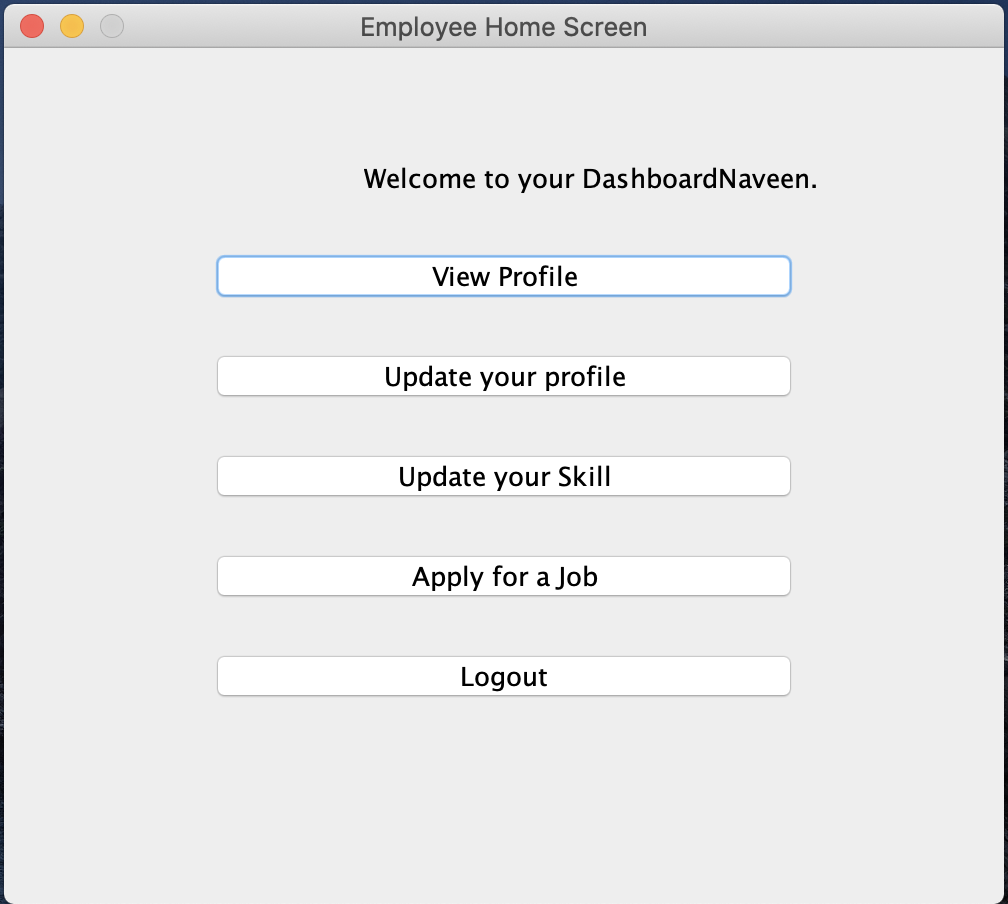 Employee Home Screen
Welcome to your DashboardNaveen.
View Profile
Update your profile
Update your Skill
Apply for a Job
Logout